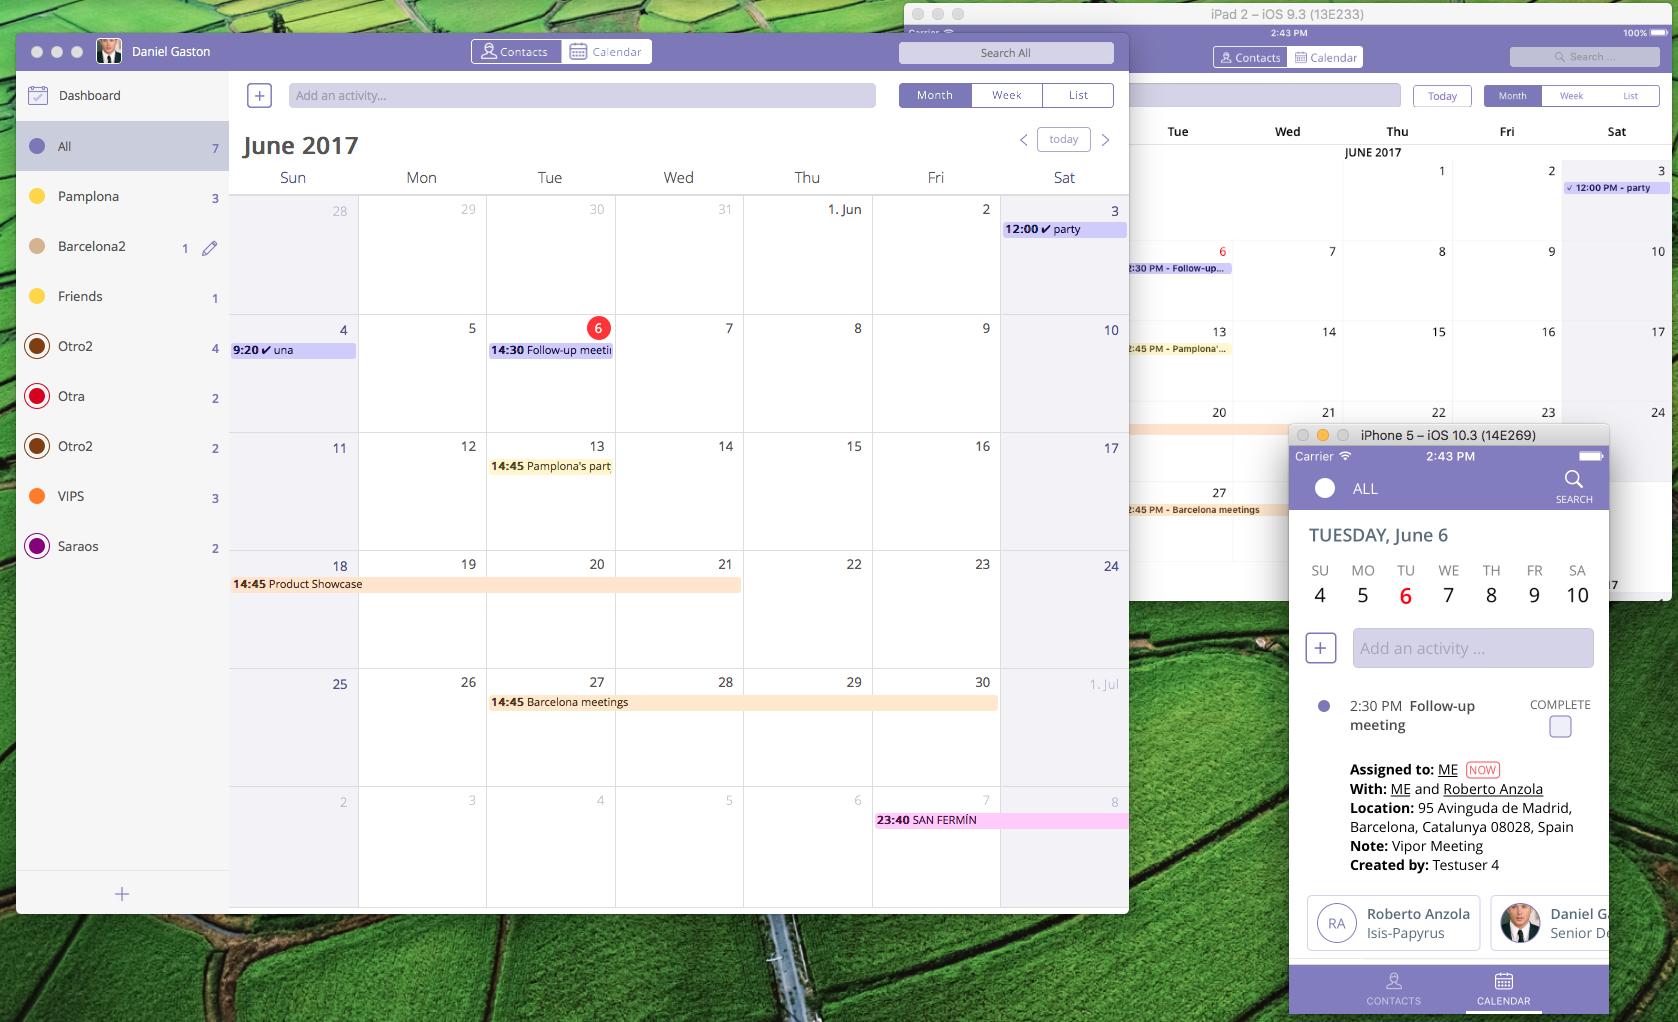 Daniel Gaston
Contacts
Calendar
Search All
Dashboard
All 7
Pamplona 3
Barcelona2 1
Friends 1
Otro2 4
Otra 2
Otro2 2
VIPS 3
Saraos 2
+
+
Add an activity...
Month Week List
June 2017
today
Sun Mon Tue Wed Thu Fri Sat
28 29 30 31 1. Jun 2 3
12:00 ✔ party
4 5 6 7 8 9 10
9:20 ✔ una
14:30 Follow-up meeti
11 12 13 14 15 16 17
14:45 Pamplona's part
18 19 20 21 22 23 24
14:45 Product Showcase
25 26 27 28 29 30 1. Jul
14:45 Barcelona meetings
2 3 4 5 6 7 8
23:40 SAN FERMÍN
iPad 2 – iOS 9.3 (13E233)
Carrier
2:43 PM
100%
Contacts
Calendar
Search ...
Today
Month Week List
Tue Wed Thu Fri Sat
JUNE 2017
1 2 3
✓ 12:00 PM - party
6 7 8 9 10
2:30 PM - Follow-up...
13 14 15 16 17
2:45 PM - Pamplona'...
20 21 22 23 24
27
2:45 PM - Barcelona meetings
17
iPhone 5 – iOS 10.3 (14E269)
Carrier
2:43 PM
ALL
SEARCH
TUESDAY, June 6
SU MO TU WE TH FR SA
4 5 6 7 8 9 10
+
Add an activity ...
2:30 PM Follow-up
meeting
COMPLETE
Assigned to: ME NOW
With: ME and Roberto Anzola
Location: 95 Avinguda de Madrid,
Barcelona, Catalunya 08028, Spain
Note: Vipor Meeting
Created by: Testuser 4
RA
Roberto Anzola
Isis-Papyrus
Daniel G
Senior De
CONTACTS
CALENDAR